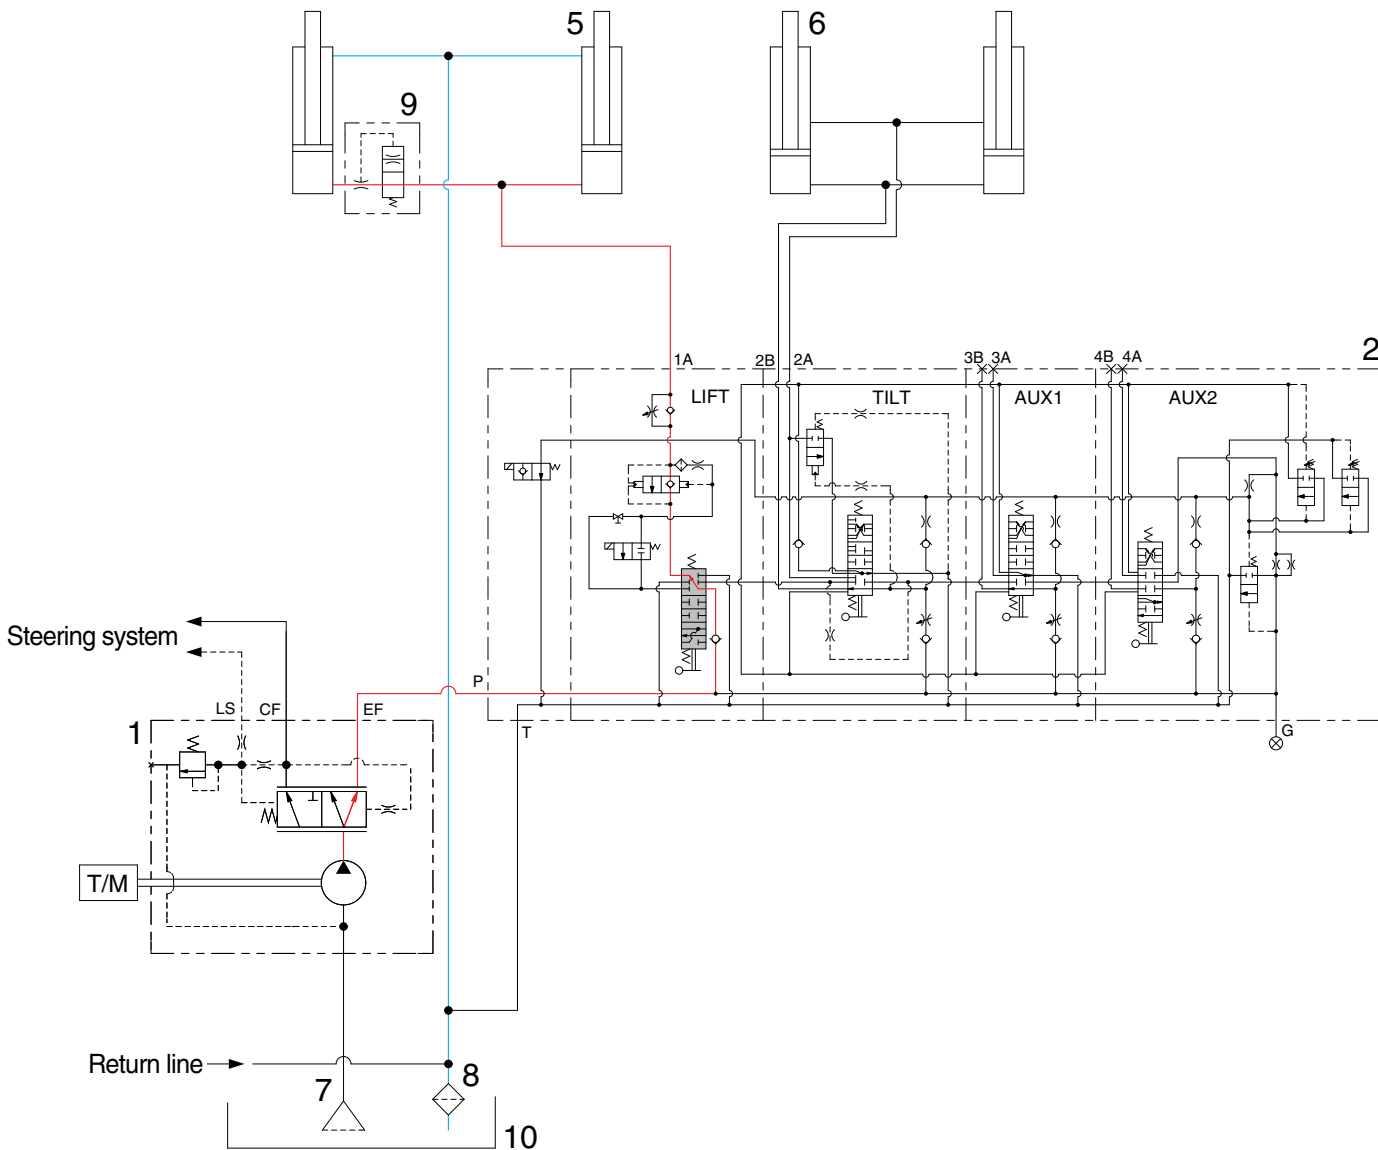 5
6
9
2
1A
2B
2A
3B
3A
4B
4A
LIFT
TILT
AUX1
AUX2
Steering system
P
LS
CF
EF
1
T
G
T/M
Return line
7
8
10